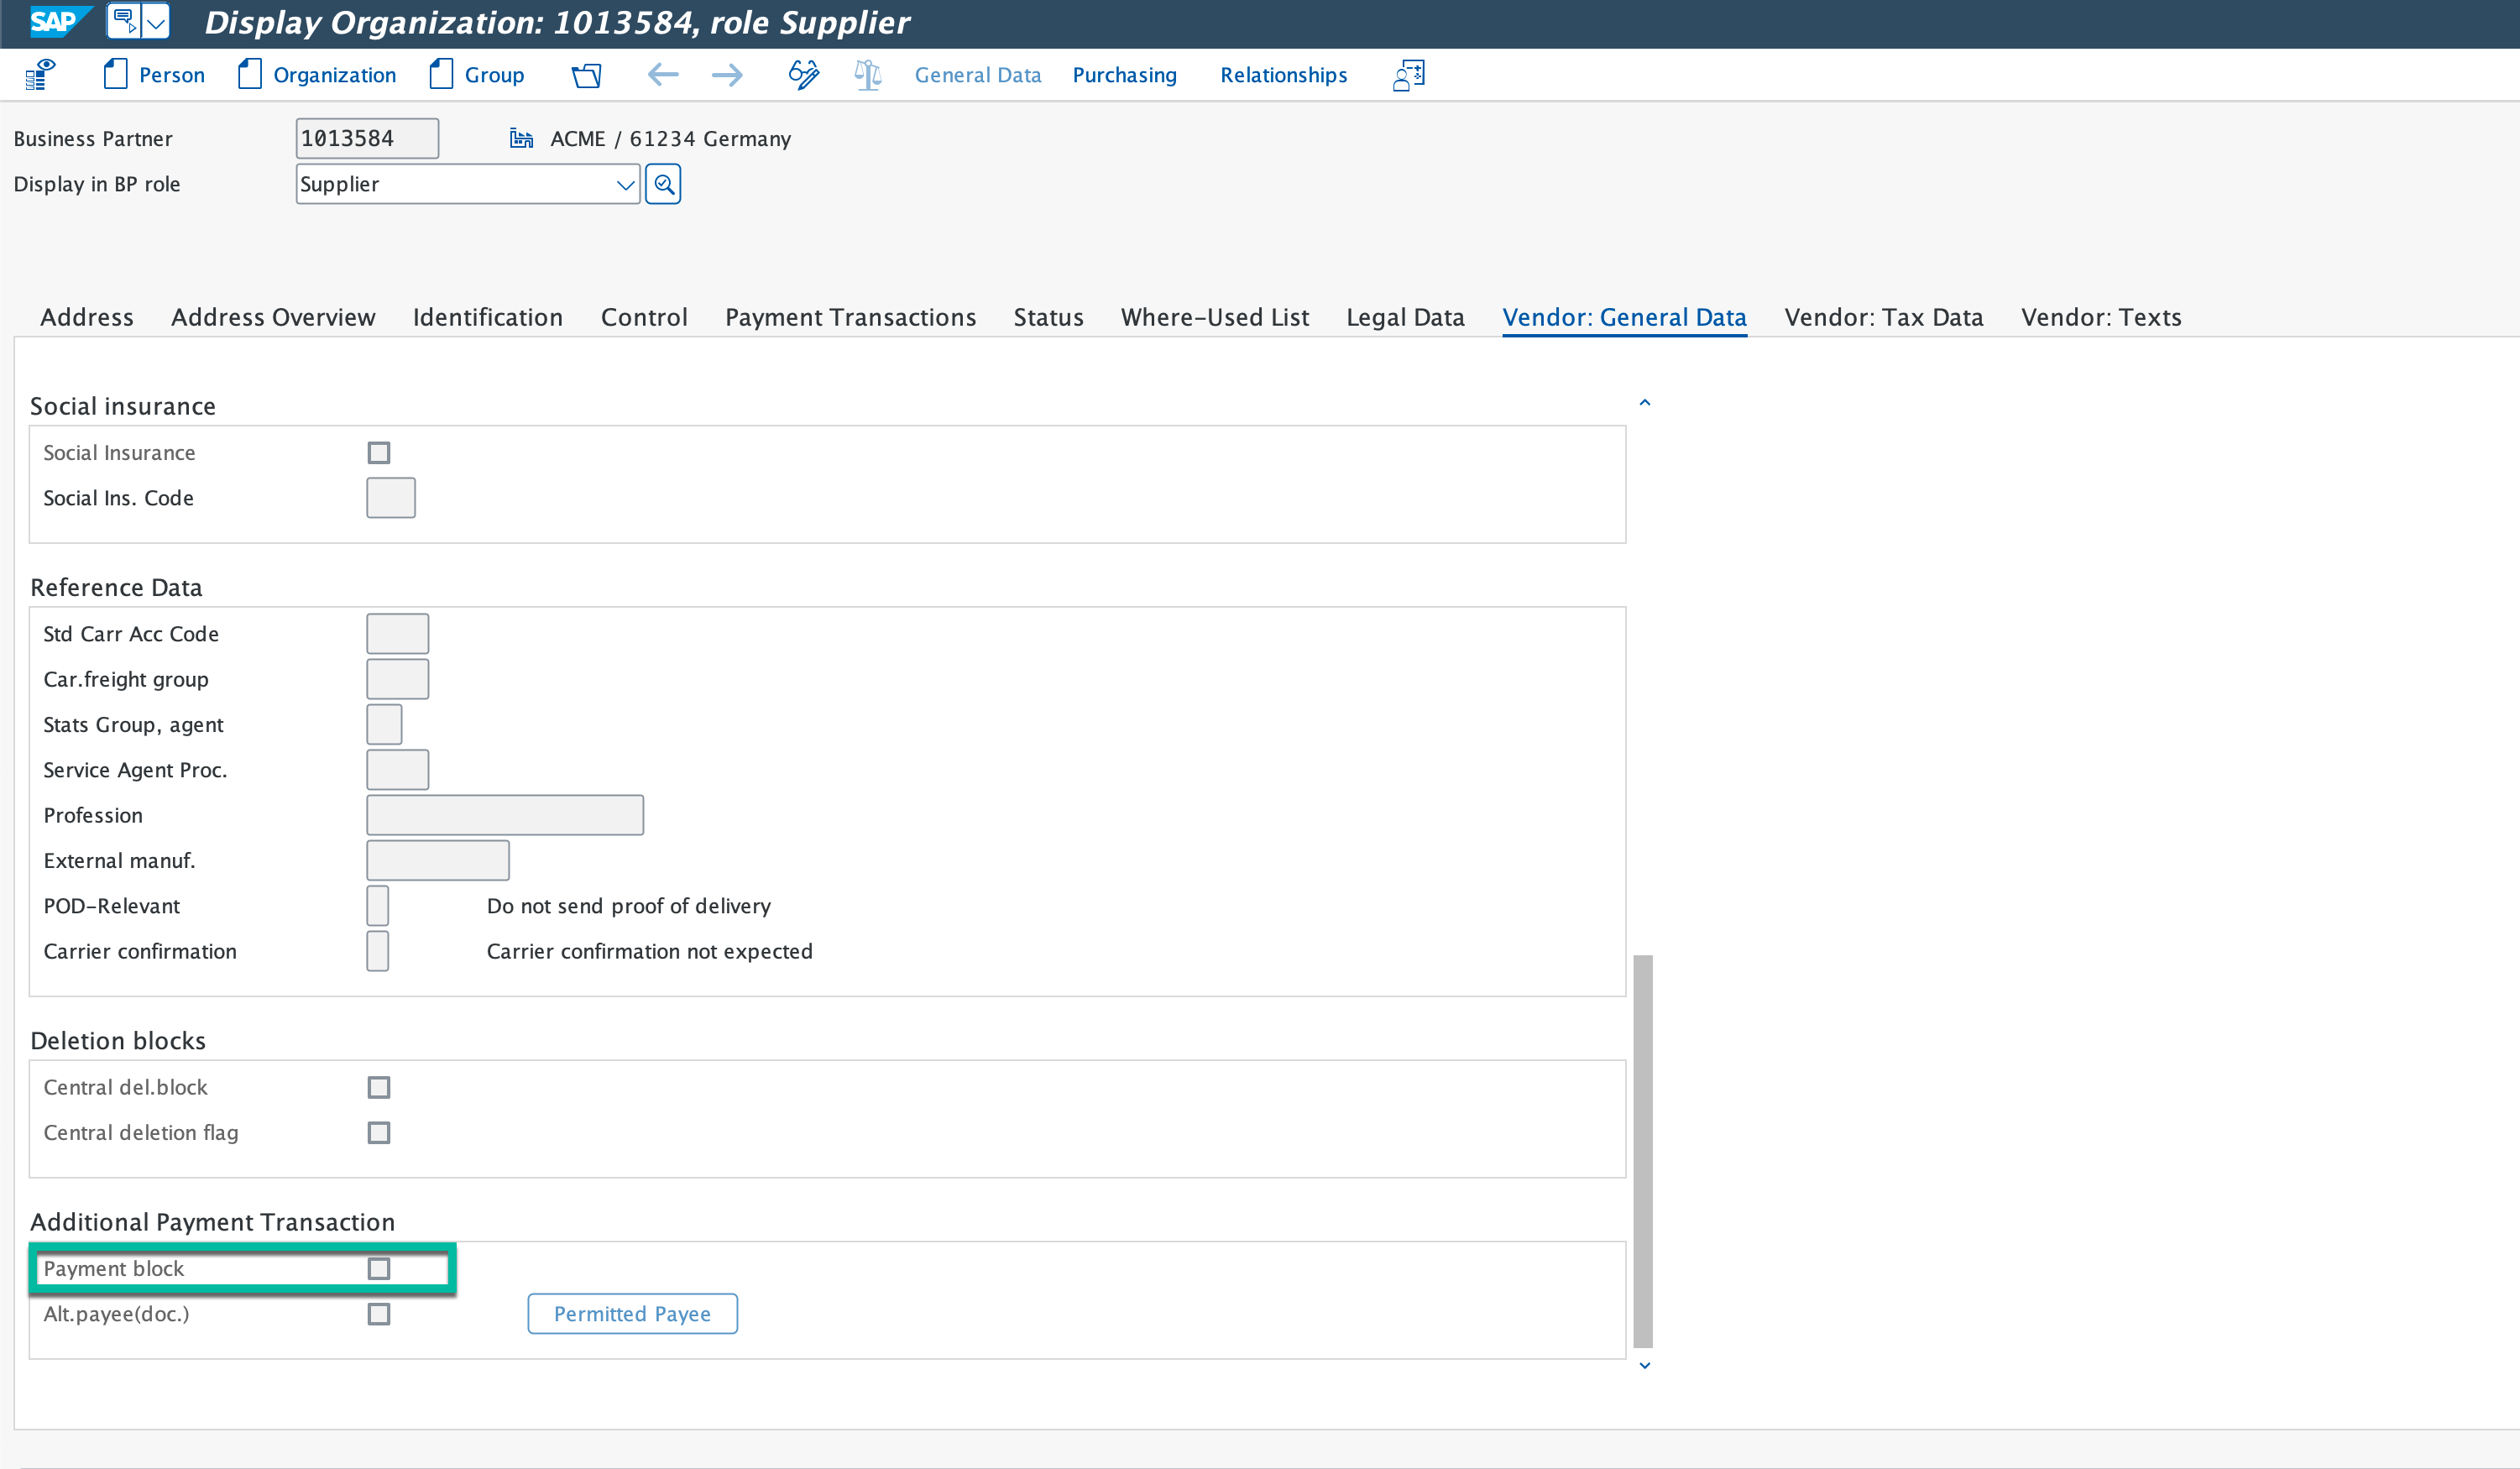 SAP Display Organization: 1013584, role Supplier
Person Organization Group General Data Purchasing Relationships
Business Partner 1013584 ACME / 61234 Germany
Display in BP role Supplier
Address Address Overview Identification Control Payment Transactions Status Where-Used List Legal Data Vendor: General Data Vendor: Tax Data Vendor: Texts
Social insurance
Social Insurance
Social Ins. Code
Reference Data
Std Carr Acc Code
Car.freight group
Stats Group, agent
Service Agent Proc.
Profession
External manuf.
POD-Relevant Do not send proof of delivery
Carrier confirmation Carrier confirmation not expected
Deletion blocks
Central del.block
Central deletion flag
Additional Payment Transaction
Payment block
Alt.payee(doc.) Permitted Payee